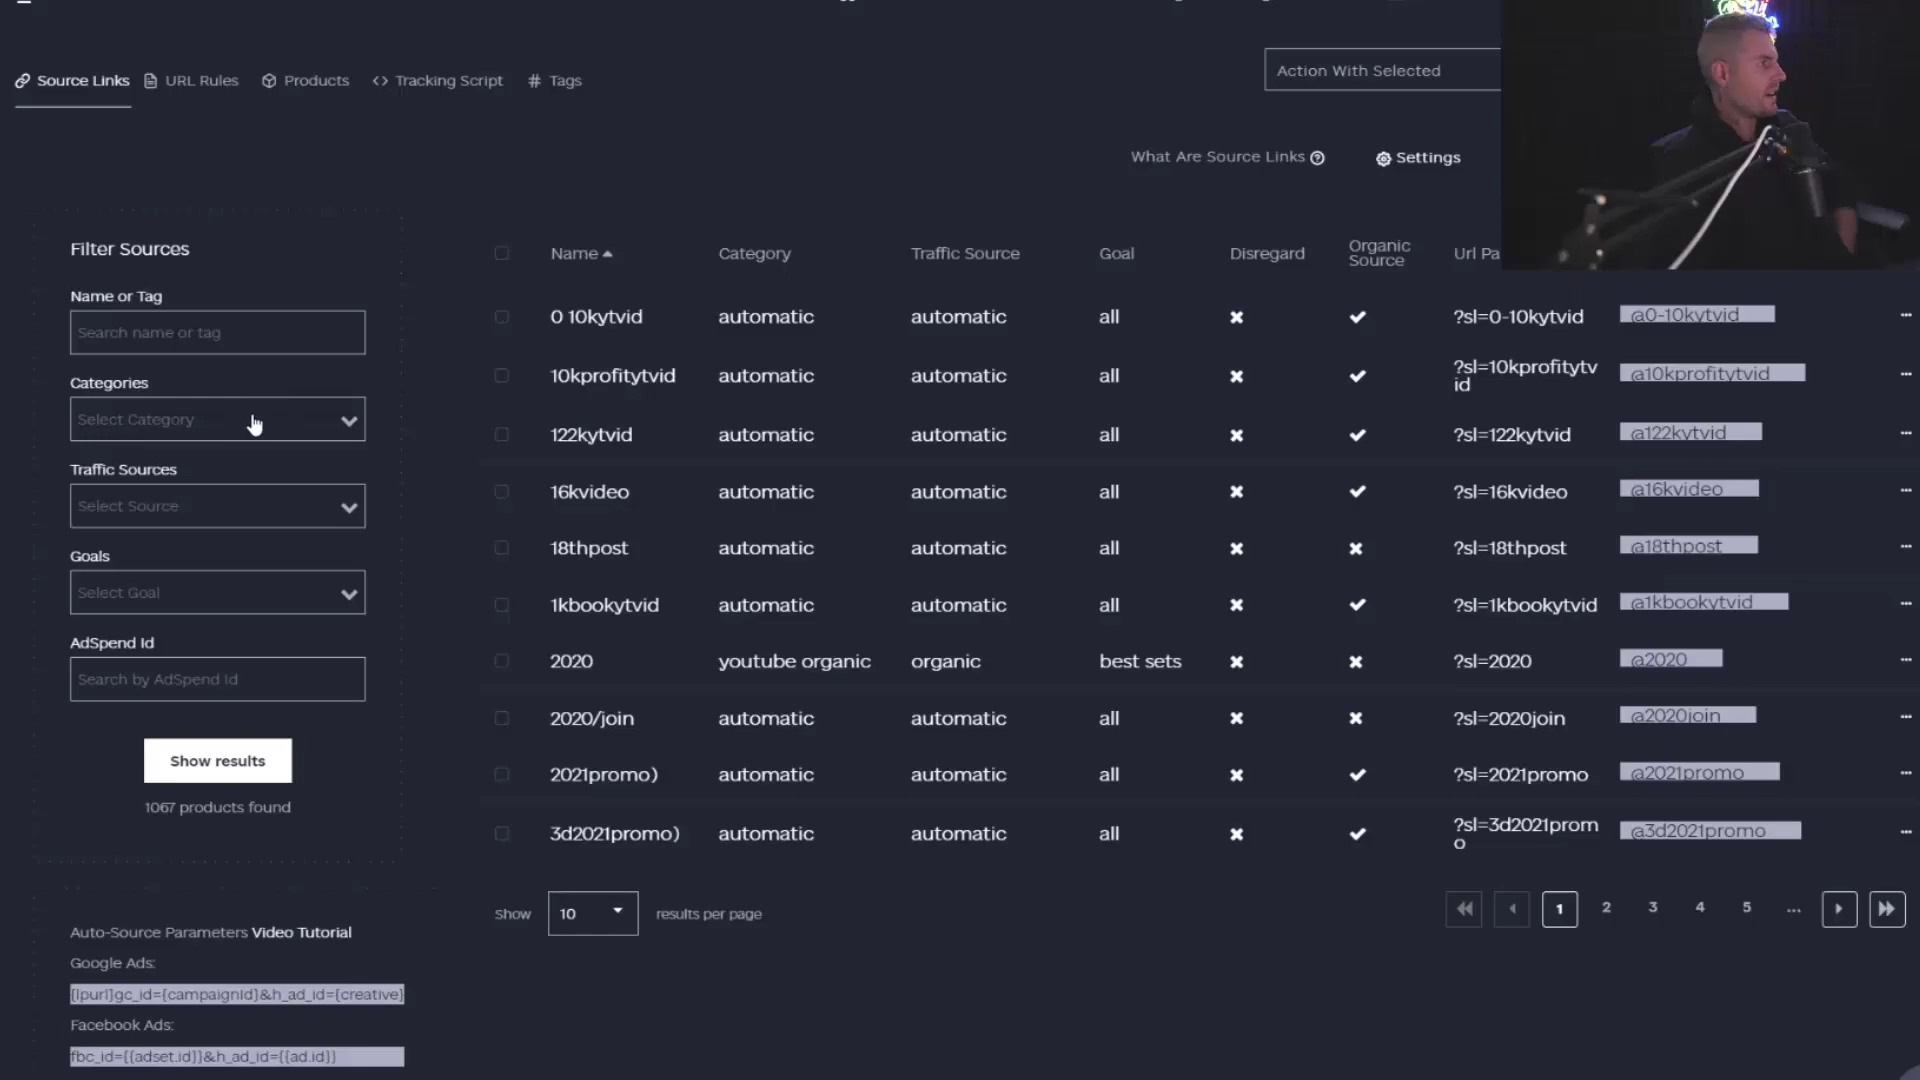 Source Links
URL Rules
Products
Tracking Script
Tags
Action With Selected
What Are Source Links
Settings
Filter Sources
Name or Tag
Search name or tag
Categories
Select Category
Traffic Sources
Select Source
Goals
Select Goal
AdSpend Id
Search by AdSpend Id
Show results
1067 products found
Name Category Traffic Source Goal Disregard Organic Source Url Pa
0 10kytvid automatic automatic all ?sl=0-10kytvid @0-10kytvid
10kprofitytvid automatic automatic all ?sl=10kprofitytv @10kprofitytvid
id
122kytvid automatic automatic all ?sl=122kytvid @122kytvid
16kvideo automatic automatic all ?sl=16kvideo @16kvideo
18thpost automatic automatic all ?sl=18thpost @18thpost
1kbookytvid automatic automatic all ?sl=1kbookytvid @1kbookytvid
2020 youtube organic organic best sets ?sl=2020 @2020
2020/join automatic automatic all ?sl=2020join @2020join
2021promo) automatic automatic all ?sl=2021promo @2021promo
3d2021promo) automatic automatic all ?sl=3d2021prom @3d2021promo
o
Show 10 results per page
1 2 3 4 5 ...
Auto-Source Parameters Video Tutorial
Google Ads:
{lpurl}gc_id={campaignId}&h_ad_id={creative}
Facebook Ads:
fbc_id={{adset.id}}&h_ad_id={{ad.id}}